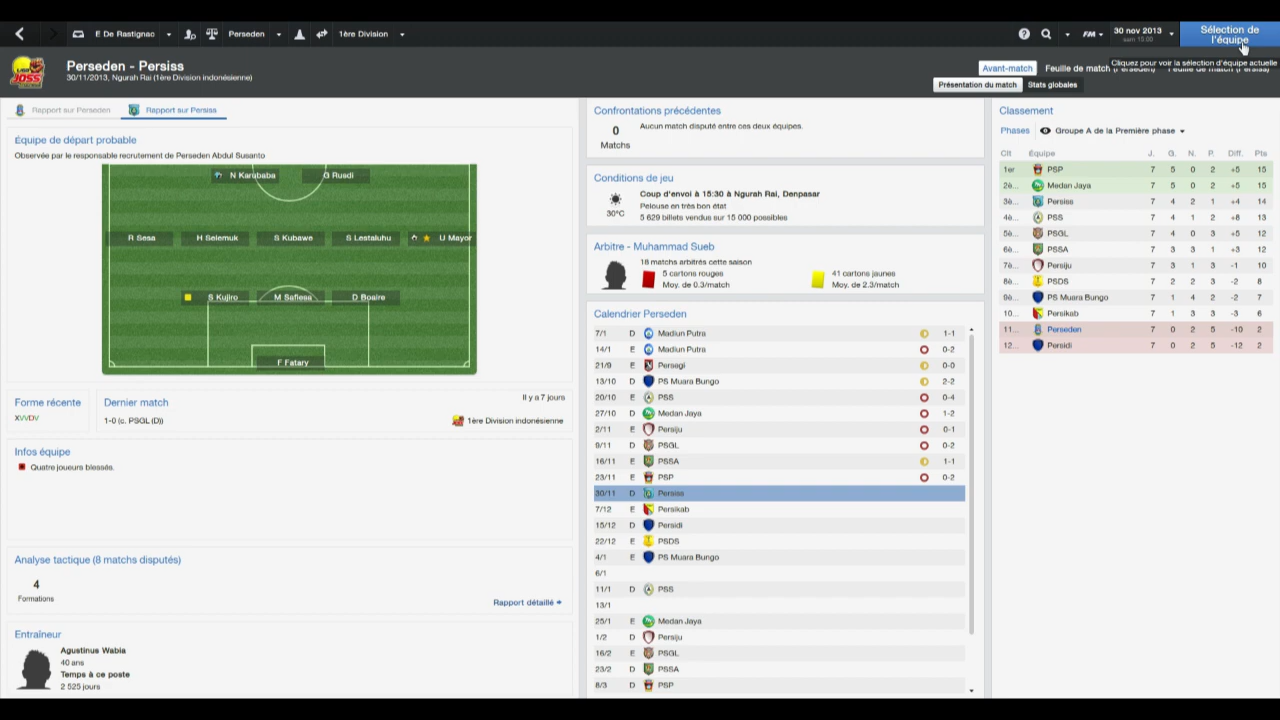 E De Rastignac Perseden 1ère Division FM 30 nov 2013 sam 15:00 Sélection de l'équipe
Perseden - Persiss
30/11/2013, Ngurah Rai (1ère Division indonésienne)
Cliquez pour voir la sélection d'équipe actuelle
Avant-match Feuille de match (Perseden) Feuille de match (Persiss)
Présentation du match Stats globales
Rapport sur Perseden Rapport sur Persiss
Équipe de départ probable
Observée par le responsable recrutement de Perseden Abdul Susanto
N Karubaba G Rusdi
R Sesa H Selemuk S Kubawe S Lestaluhu U Mayor
S Kujiro M Safiesa D Boaire
F Fatary
Forme récente
XVVDV
Dernier match Il y a 7 jours
1-0 (c. PSGL (D)) 1ère Division indonésienne
Infos équipe
Quatre joueurs blessés.
Analyse tactique (8 matchs disputés)
4
Formations
Rapport détaillé
Entraîneur
Agustinus Wabia
40 ans
Temps à ce poste
2 525 jours
Confrontations précédentes
0 Aucun match disputé entre ces deux équipes.
Matchs
Conditions de jeu
30°C
Coup d'envoi à 15:30 à Ngurah Rai, Denpasar
Pelouse en très bon état
5 629 billets vendus sur 15 000 possibles
Arbitre - Muhammad Sueb
18 matchs arbitrés cette saison
5 cartons rouges 41 cartons jaunes
Moy. de 0.3/match Moy. de 2.3/match
Calendrier Perseden
7/1 D Madiun Putra 1-1
14/1 E Madiun Putra 0-2
21/9 E Persegi 0-0
13/10 D PS Muara Bungo 2-2
20/10 E PSS 0-4
27/10 D Medan Jaya 1-2
2/11 E Persiju 0-1
9/11 D PSGL 0-2
16/11 E PSSA 1-1
23/11 E PSP 0-2
30/11 D Persiss
7/12 E Persikab
15/12 D Persidi
22/12 E PSDS
4/1 E PS Muara Bungo
6/1
11/1 D PSS
13/1
25/1 E Medan Jaya
1/2 D Persiju
16/2 E PSGL
23/2 D PSSA
8/3 D PSP
Classement
Phases Groupe A de la Première phase
Clt Équipe J. G. N. P. Diff. Pts
1er PSP 7 5 0 2 +5 15
2è... Medan Jaya 7 5 0 2 +5 15
3è... Persiss 7 4 2 1 +4 14
4è... PSS 7 4 1 2 +8 13
5è... PSGL 7 4 0 3 +5 12
6è... PSSA 7 3 3 1 +3 12
7è... Persiju 7 3 1 3 -1 10
8è... PSDS 7 2 2 3 -2 8
9è... PS Muara Bungo 7 1 4 2 -2 7
10... Persikab 7 1 3 3 -3 6
11... Perseden 7 0 2 5 -10 2
12... Persidi 7 0 2 5 -12 2